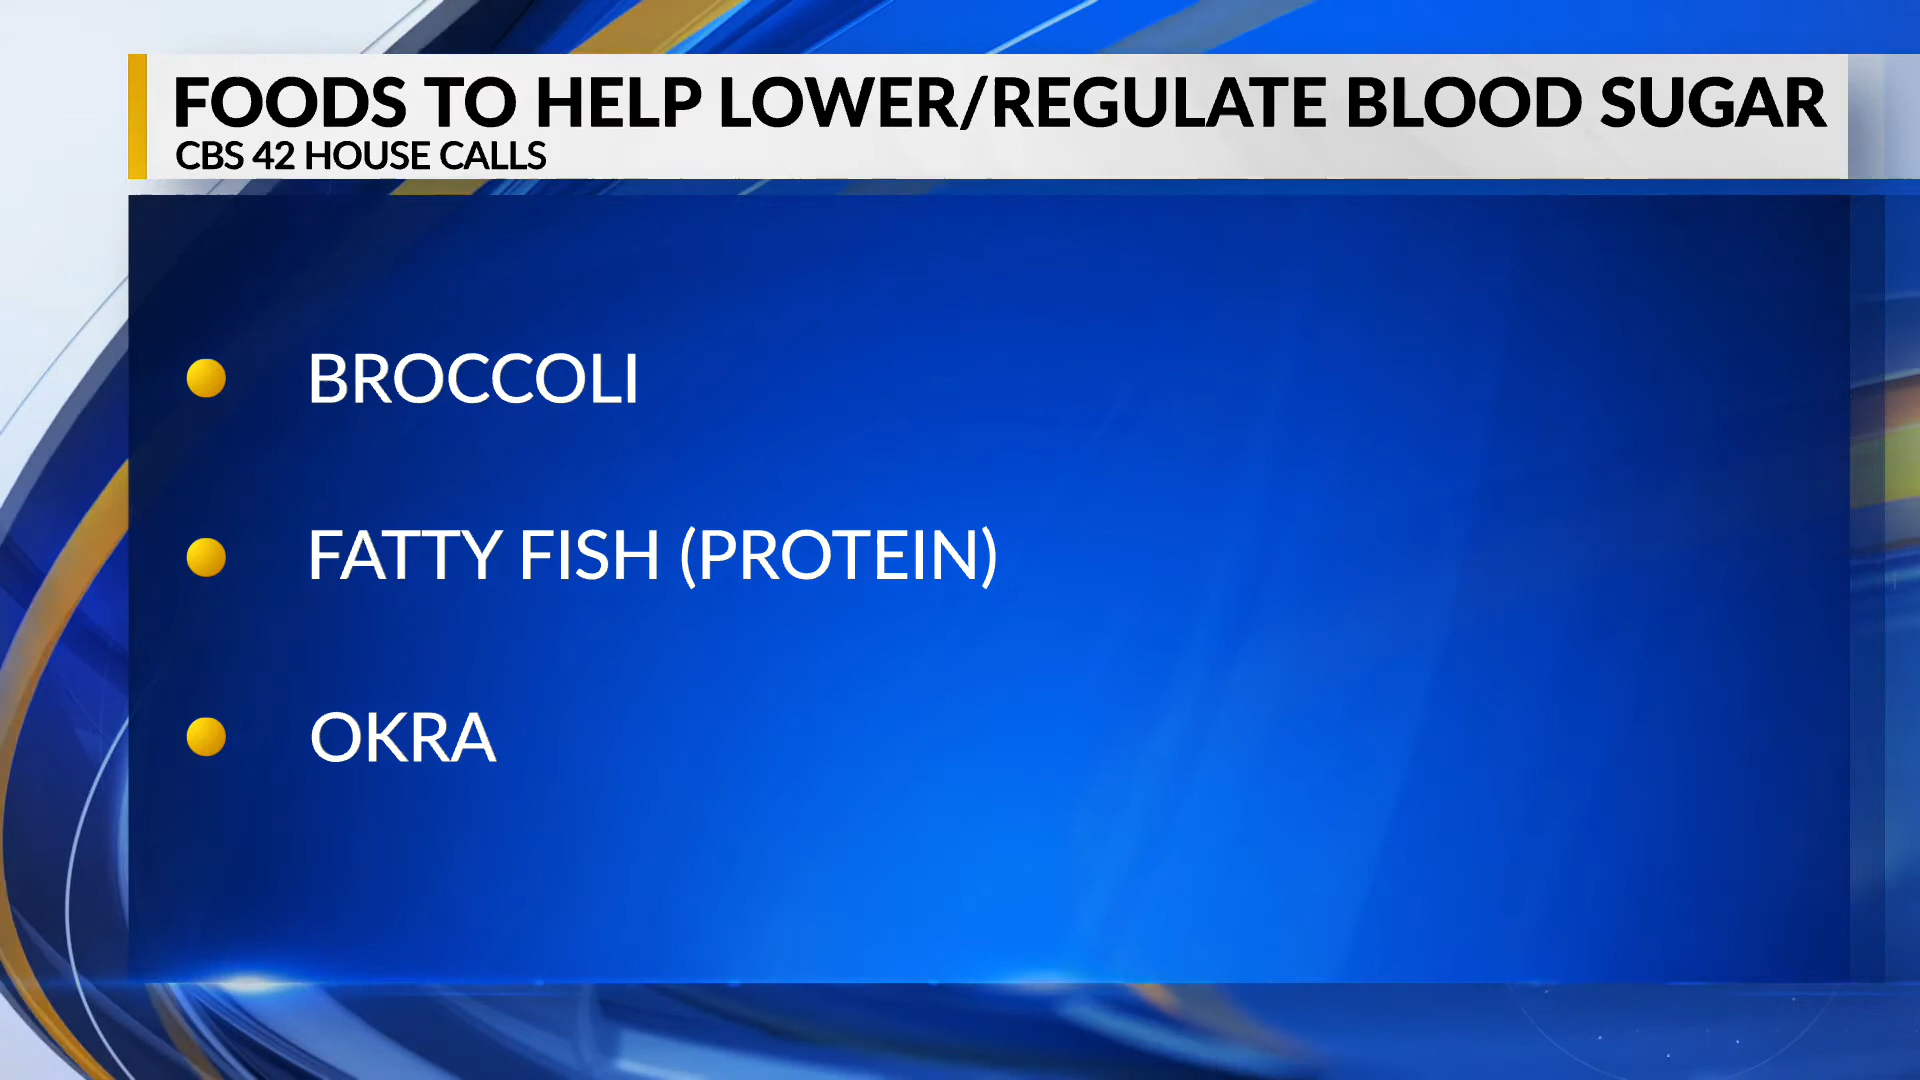 FOODS TO HELP LOWER/REGULATE BLOOD SUGAR
CBS 42 HOUSE CALLS
BROCCOLI
FATTY FISH (PROTEIN)
OKRA